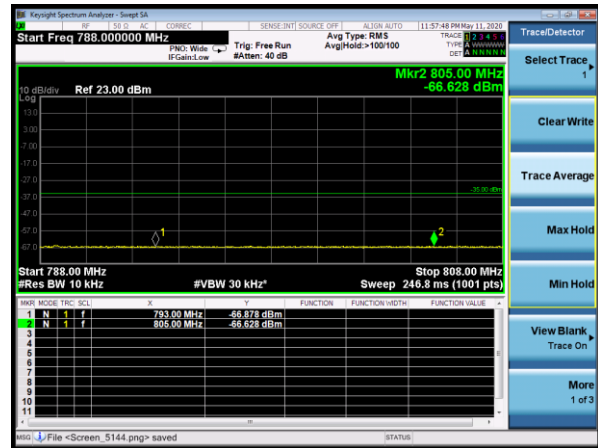 Keysight Spectrum Analyzer - Swept SA
RF 50 Ω AC CORREC SENSE:INT SOURCE OFF ALIGN AUTO 11:57:48 PM May 11, 2020
Start Freq 788.000000 MHz
PNO: Wide
IFGain:Low
Trig: Free Run
#Atten: 40 dB
Avg Type: RMS
Avg|Hold:>100/100
TRACE 1 2 3 4 5 6
TYPE A WWWWW
DET A N N N N N
Mkr2 805.00 MHz
-66.628 dBm
10 dB/div Ref 23.00 dBm
Log
13.0
3.00
-7.00
-17.0
-27.0
-35.00 dBm
-37.0
-47.0
-57.0
-67.0
1
2
Start 788.00 MHz Stop 808.00 MHz
#Res BW 10 kHz #VBW 30 kHz* Sweep 246.8 ms (1001 pts)
MKR MODE TRC SCL X Y FUNCTION FUNCTION WIDTH FUNCTION VALUE
1 N 1 f 793.00 MHz -66.878 dBm
2 N 1 f 805.00 MHz -66.628 dBm
3
4
5
6
7
8
9
10
11
MSG File <Screen_5144.png> saved STATUS
Trace/Detector
Select Trace
1
Clear Write
Trace Average
Max Hold
Min Hold
View Blank
Trace On
More
1 of 3